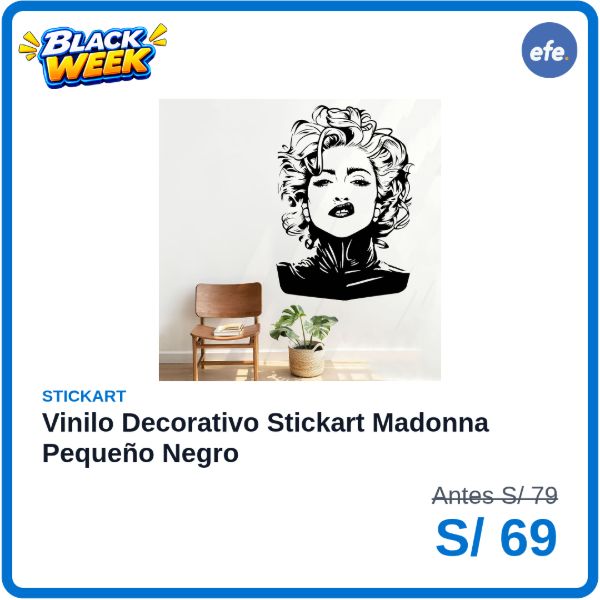 BLACK
WEEK
efe.
STICKART
Vinilo Decorativo Stickart Madonna
Pequeño Negro
Antes S/ 79
S/ 69